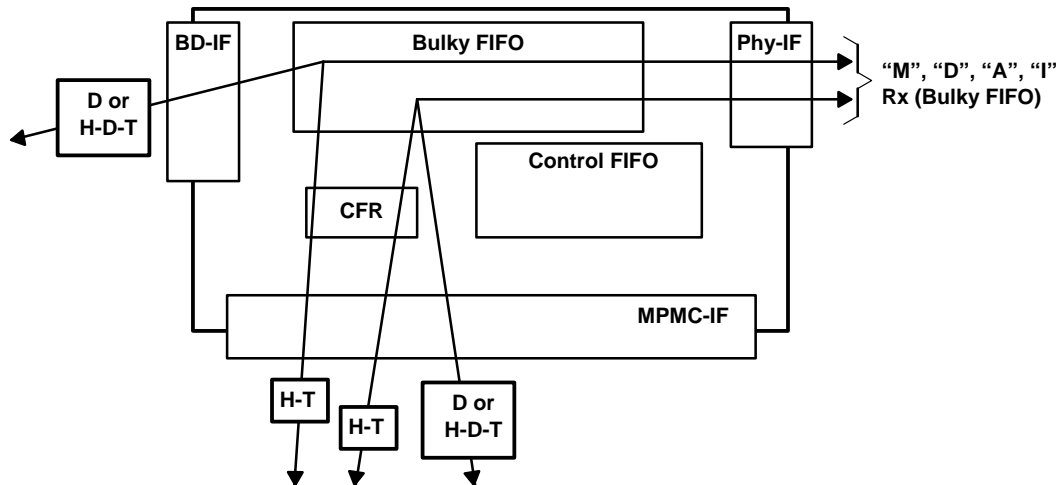 BD-IF
Bulky FIFO
Phy-IF
“M”, “D”, “A”, “I”
Rx (Bulky FIFO)
D or
H-D-T
Control FIFO
CFR
MPMC-IF
H-T
H-T
D or
H-D-T